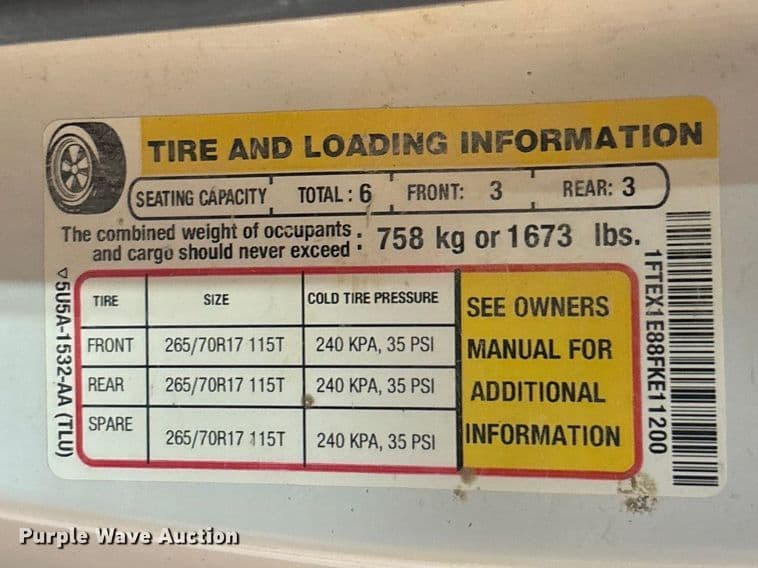 TIRE AND LOADING INFORMATION
SEATING CAPACITY TOTAL : 6 FRONT: 3 REAR: 3
The combined weight of occupants
and cargo should never exceed : 758 kg or 1673 lbs.
TIRE SIZE COLD TIRE PRESSURE
FRONT 265/70R17 115T 240 KPA, 35 PSI
REAR 265/70R17 115T 240 KPA, 35 PSI
SPARE 265/70R17 115T 240 KPA, 35 PSI
SEE OWNERS
MANUAL FOR
ADDITIONAL
INFORMATION
5U5A-1532-AA (TLU)
1FTEX1E88FKE11200
Purple Wave Auction